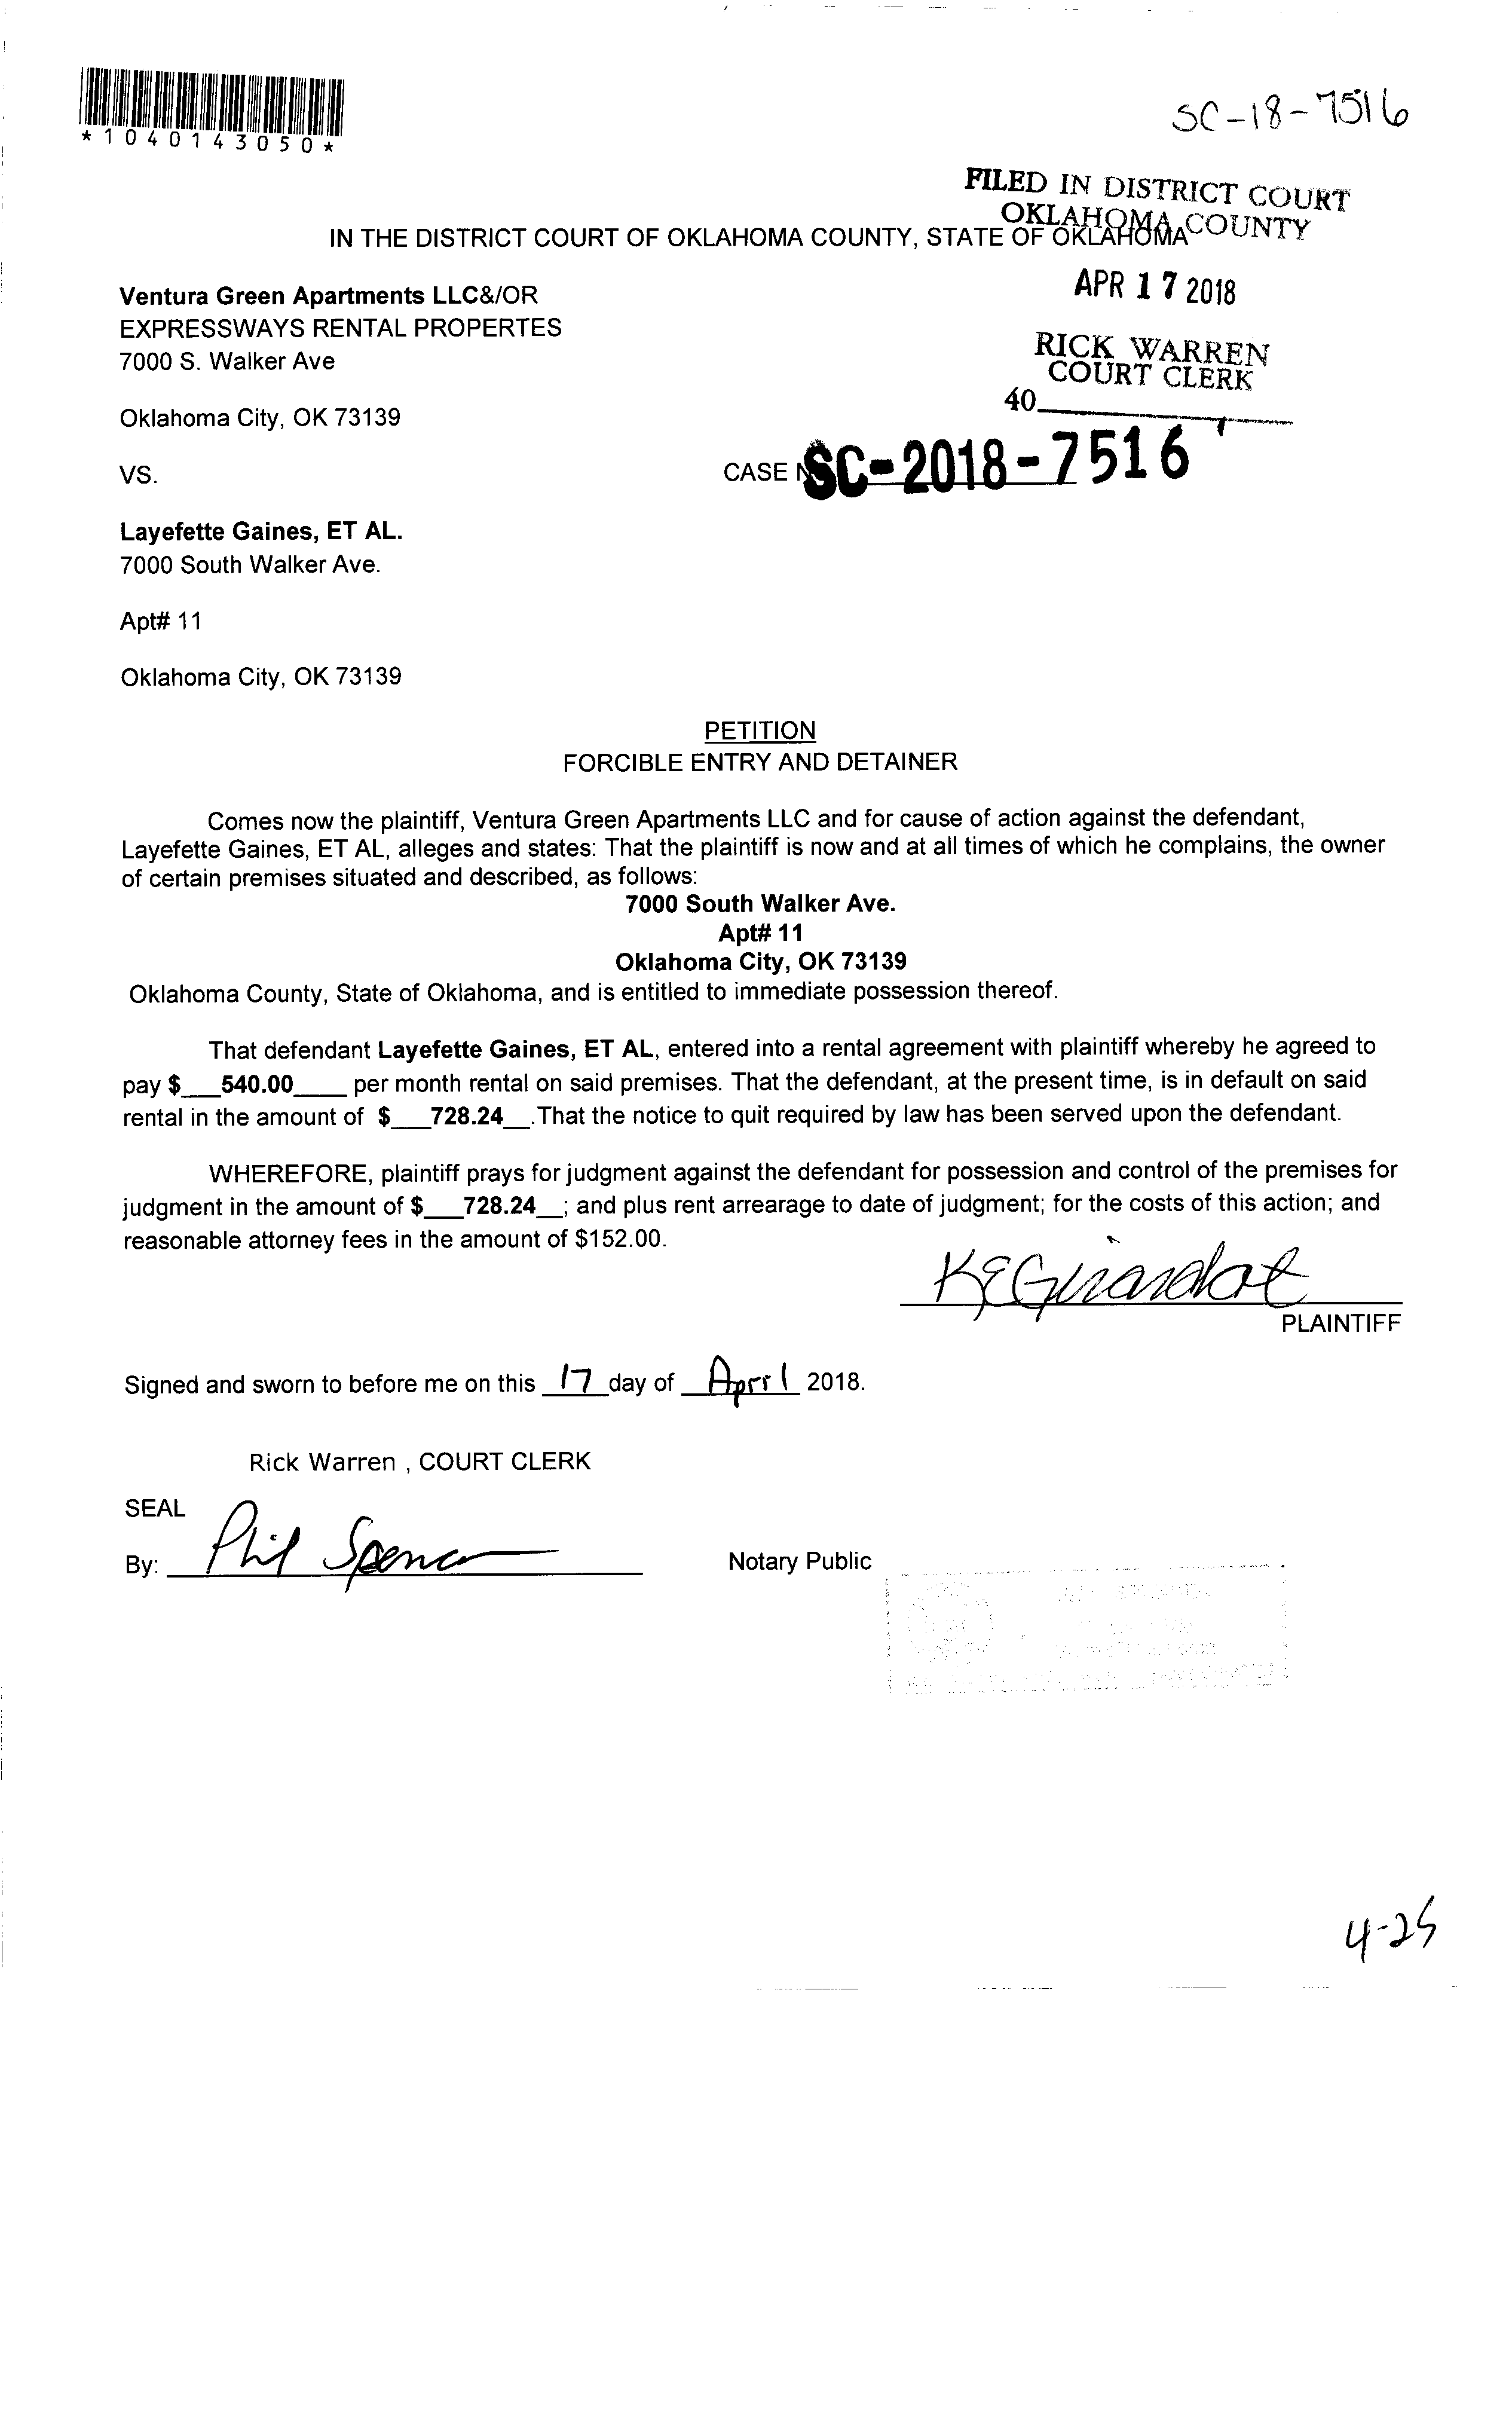 *1040143050*
SC-18-7516
FILED IN DISTRICT COURT
OKLAHOMA COUNTY
IN THE DISTRICT COURT OF OKLAHOMA COUNTY, STATE OF OKLAHOMA
APR 17 2018
Ventura Green Apartments LLC&/OR
EXPRESSWAYS RENTAL PROPERTES
7000 S. Walker Ave
RICK WARREN
COURT CLERK
40
Oklahoma City, OK 73139
VS.
CASE N SC-2018-7516
Layefette Gaines, ET AL.
7000 South Walker Ave.
Apt# 11
Oklahoma City, OK 73139
PETITION
FORCIBLE ENTRY AND DETAINER
Comes now the plaintiff, Ventura Green Apartments LLC and for cause of action against the defendant,
Layefette Gaines, ET AL, alleges and states: That the plaintiff is now and at all times of which he complains, the owner
of certain premises situated and described, as follows:
7000 South Walker Ave.
Apt# 11
Oklahoma City, OK 73139
Oklahoma County, State of Oklahoma, and is entitled to immediate possession thereof.
That defendant Layefette Gaines, ET AL, entered into a rental agreement with plaintiff whereby he agreed to
pay $___540.00____ per month rental on said premises. That the defendant, at the present time, is in default on said
rental in the amount of $___728.24__.That the notice to quit required by law has been served upon the defendant.
WHEREFORE, plaintiff prays for judgment against the defendant for possession and control of the premises for
judgment in the amount of $___728.24__; and plus rent arrearage to date of judgment; for the costs of this action; and
reasonable attorney fees in the amount of $152.00.
KEGirardot
PLAINTIFF
Signed and sworn to before me on this 17 day of April 2018.
Rick Warren , COURT CLERK
SEAL
By: Phil Spencer
Notary Public
4-25